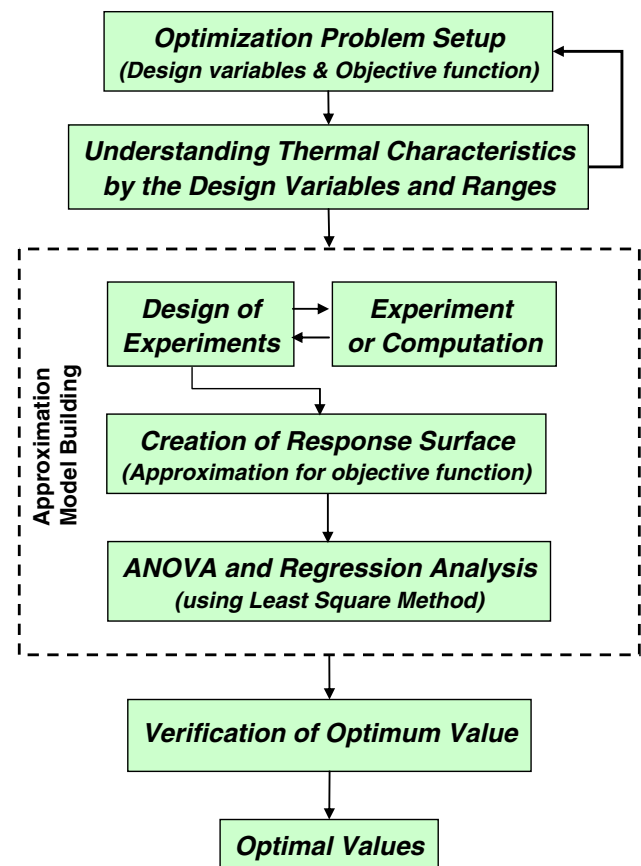 Optimization Problem Setup
(Design variables & Objective function)
Understanding Thermal Characteristics
by the Design Variables and Ranges
Approximation
Model Building
Design of
Experiments
Experiment
or Computation
Creation of Response Surface
(Approximation for objective function)
ANOVA and Regression Analysis
(using Least Square Method)
Verification of Optimum Value
Optimal Values